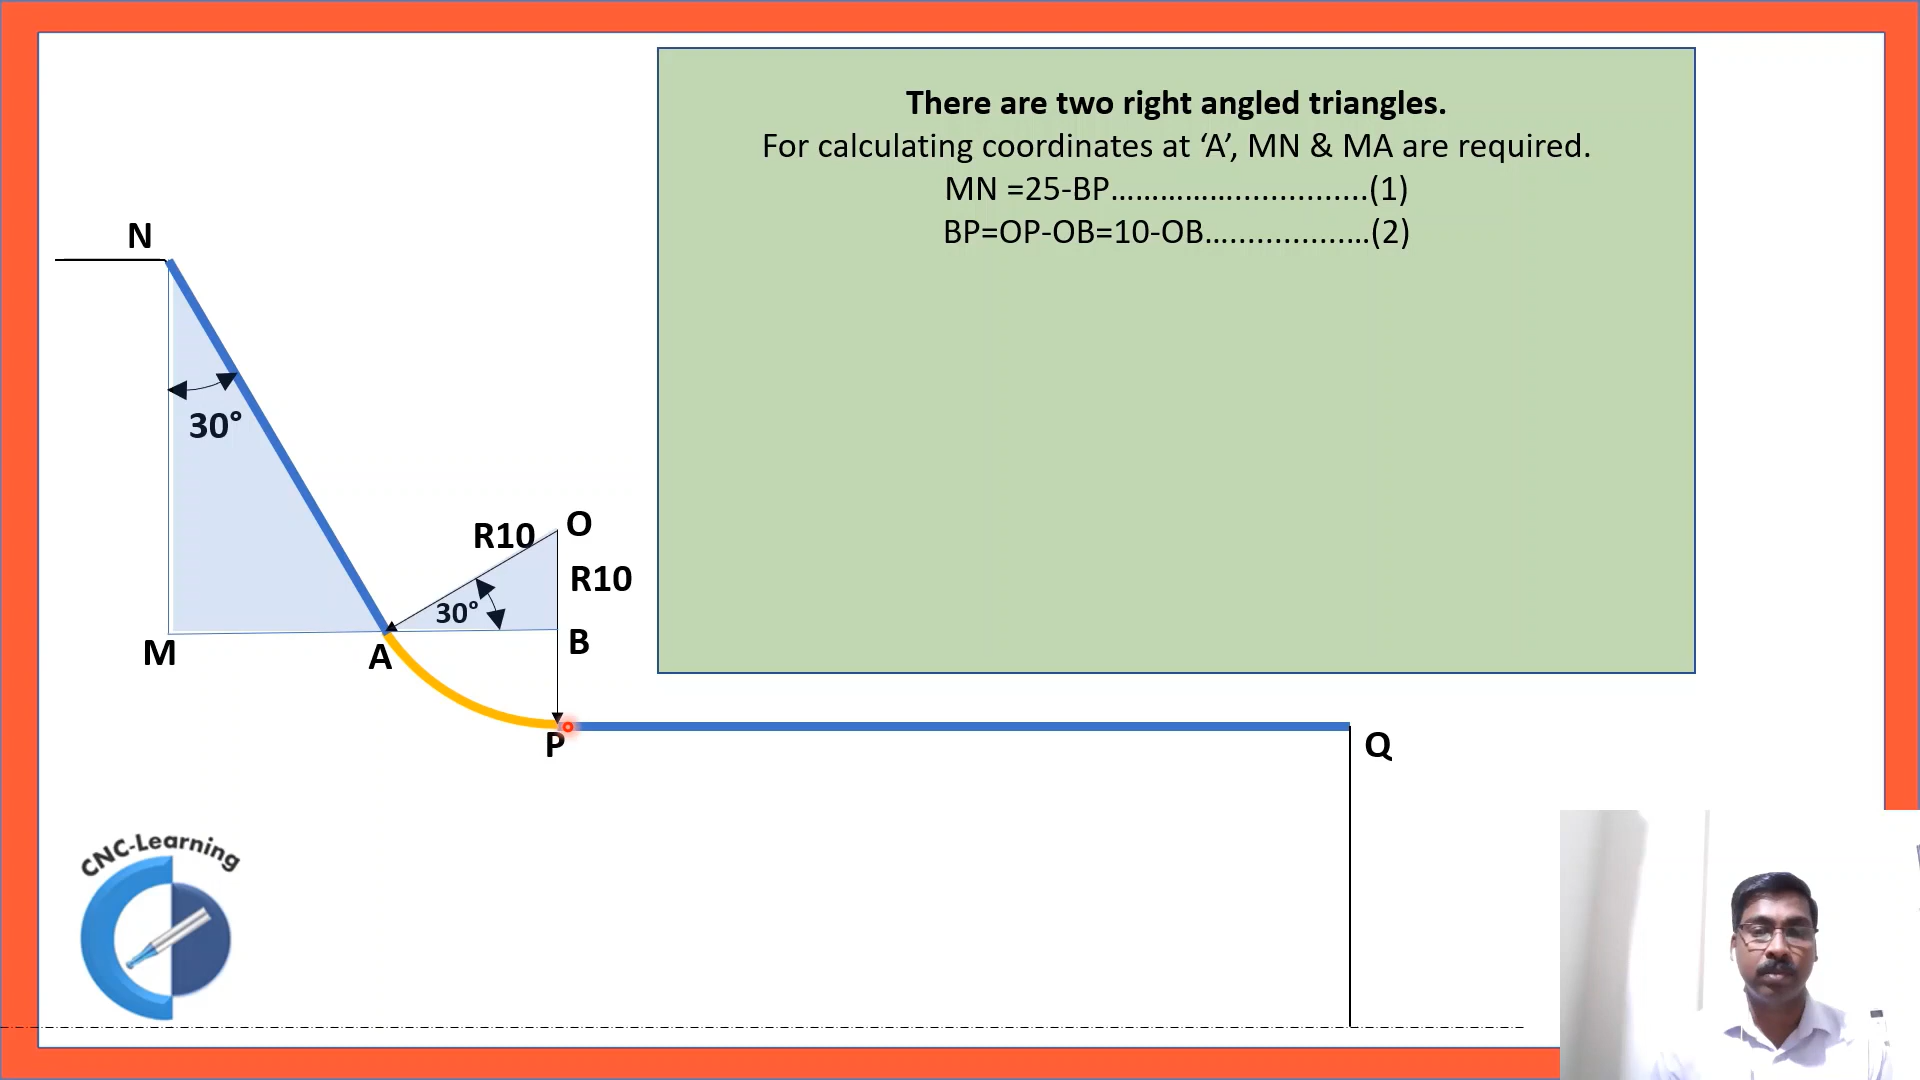 There are two right angled triangles.
For calculating coordinates at ‘A’, MN & MA are required.
MN =25-BP…………….............(1)
BP=OP-OB=10-OB…...............…(2)
N
30°
R10
O
R10
30°
M
A
B
P
Q
CNC-Learning